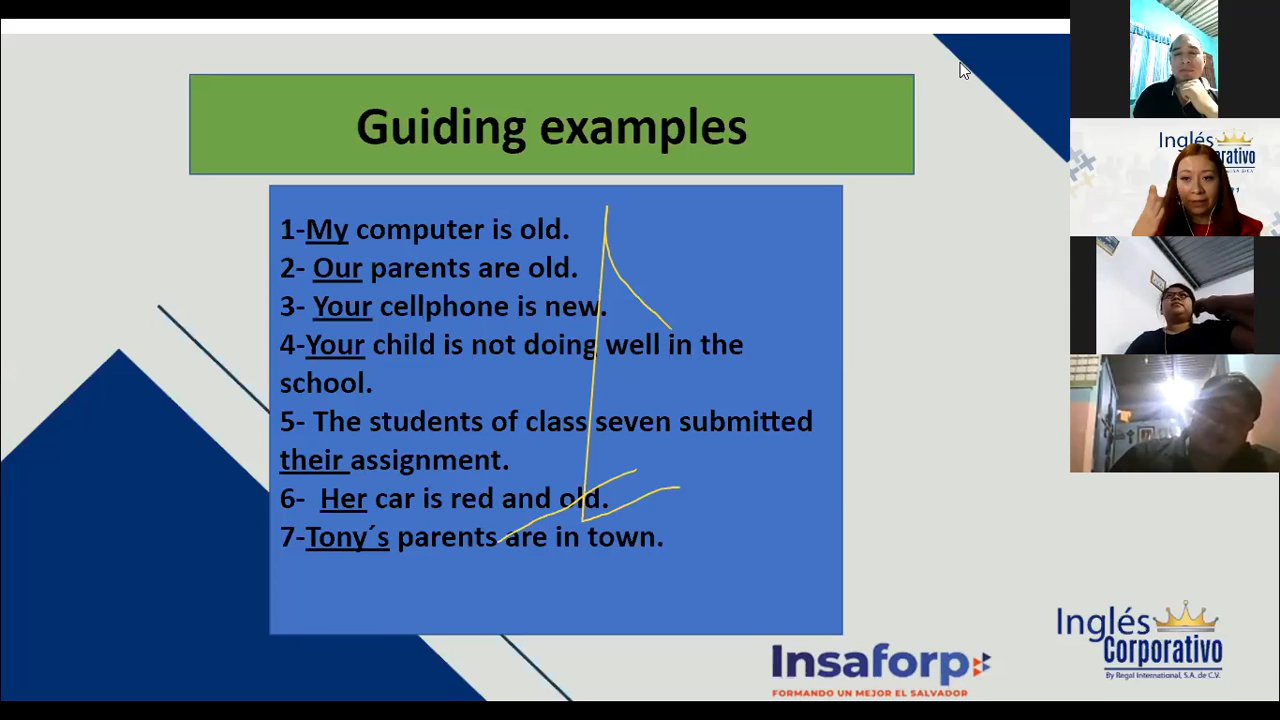 Guiding examples
1-My computer is old.
2- Our parents are old.
3- Your cellphone is new.
4-Your child is not doing well in the
school.
5- The students of class seven submitted
their assignment.
6- Her car is red and old.
7-Tony´s parents are in town.
Insaforp
FORMANDO UN MEJOR EL SALVADOR
Inglés
Corporativo
By Regal International, S.A. de C.V.
Inglés